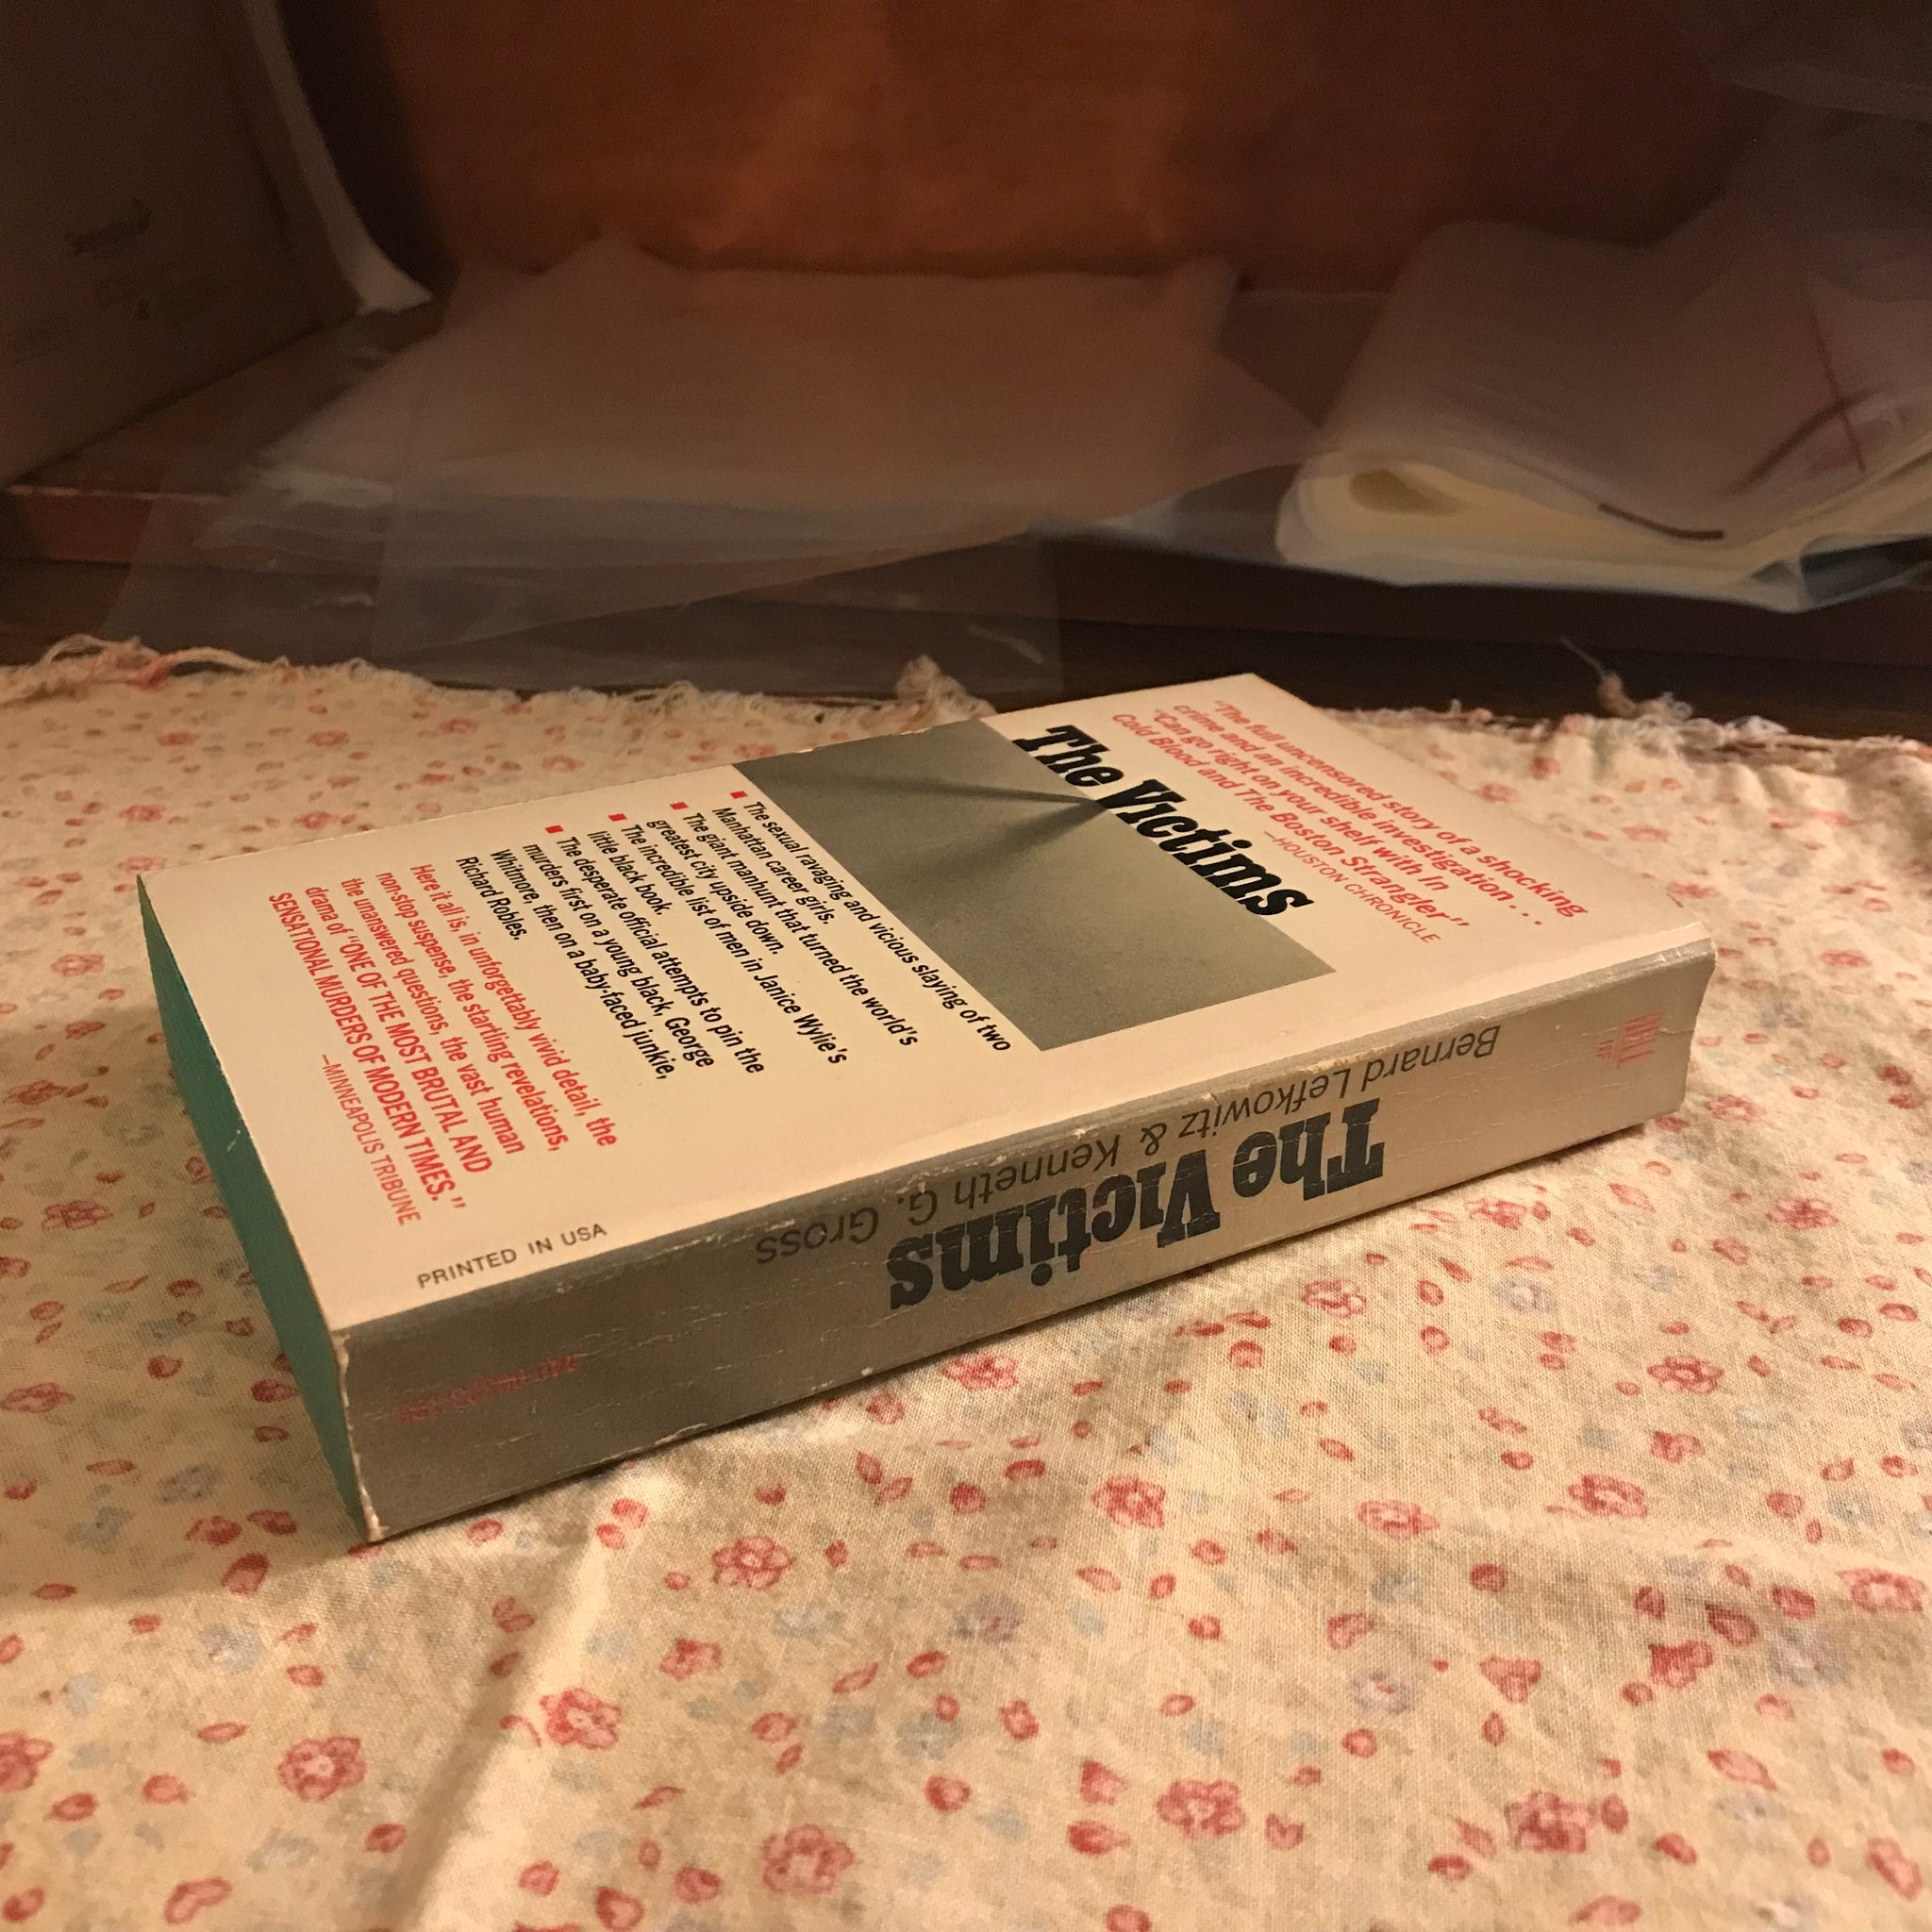 "The full uncensored story of a shocking
crime and an incredible investigation . . .
Can go right on your shelf with In
Cold Blood and The Boston Strangler"
—HOUSTON CHRONICLE
The Victims
■ The sexual ravaging and vicious slaying of two
Manhattan career girls.
■ The giant manhunt that turned the world's
greatest city upside down.
■ The incredible list of men in Janice Wylie's
little black book.
■ The desperate official attempts to pin the
murders first on a young black, George
Whitmore, then on a baby-faced junkie,
Richard Robles.
Here it all is, in unforgettably vivid detail, the
non-stop suspense, the startling revelations,
the unanswered questions, the vast human
drama of "ONE OF THE MOST BRUTAL AND
SENSATIONAL MURDERS OF MODERN TIMES."
—MINNEAPOLIS TRIBUNE
PRINTED IN USA
Bernard Lefkowitz & Kenneth G. Gross
The Victims